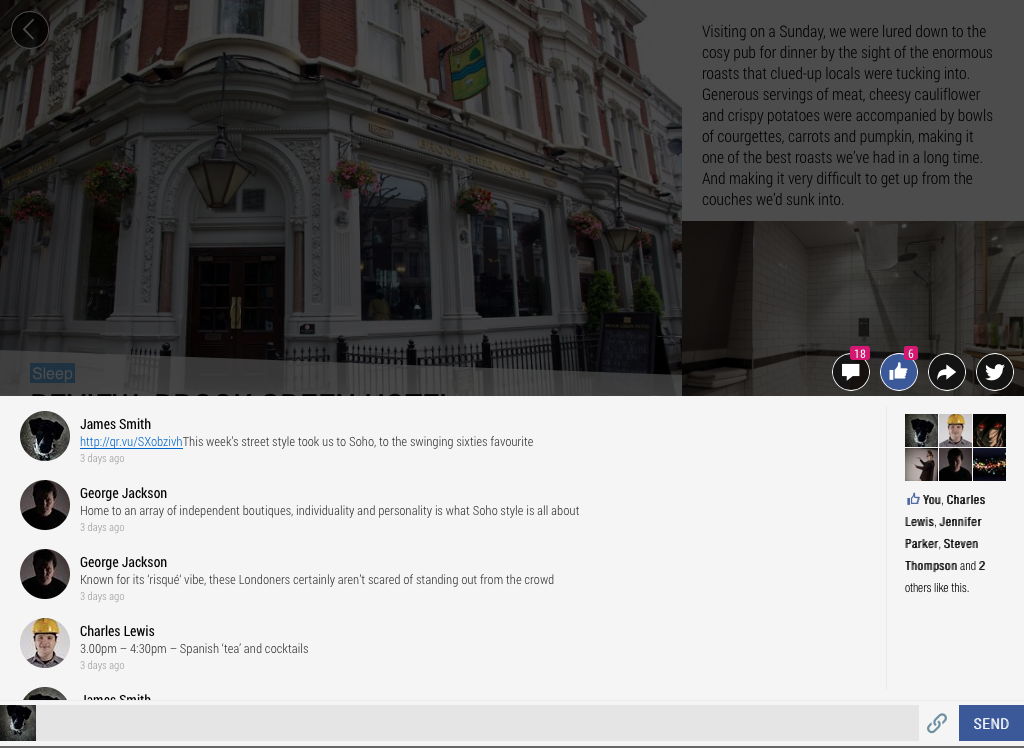 Visiting on a Sunday, we were lured down to the
cosy pub for dinner by the sight of the enormous
roasts that clued-up locals were tucking into.
Generous servings of meat, cheesy cauliflower
and crispy potatoes were accompanied by bowls
of courgettes, carrots and pumpkin, making it
one of the best roasts we've had in a long time.
And making it very difficult to get up from the
couches we'd sunk into.
Sleep
REVIEW: BROOK GREEN HOTEL
18
6
James Smith
http://qr.vu/SXobzivhThis week's street style took us to Soho, to the swinging sixties favourite
3 days ago
George Jackson
Home to an array of independent boutiques, individuality and personality is what Soho style is all about
3 days ago
George Jackson
Known for its ‘risqué’ vibe, these Londoners certainly aren't scared of standing out from the crowd
3 days ago
Charles Lewis
3.00pm – 4:30pm – Spanish ‘tea’ and cocktails
3 days ago
James Smith
You, Charles
Lewis, Jennifer
Parker, Steven
Thompson and 2
others like this.
SEND